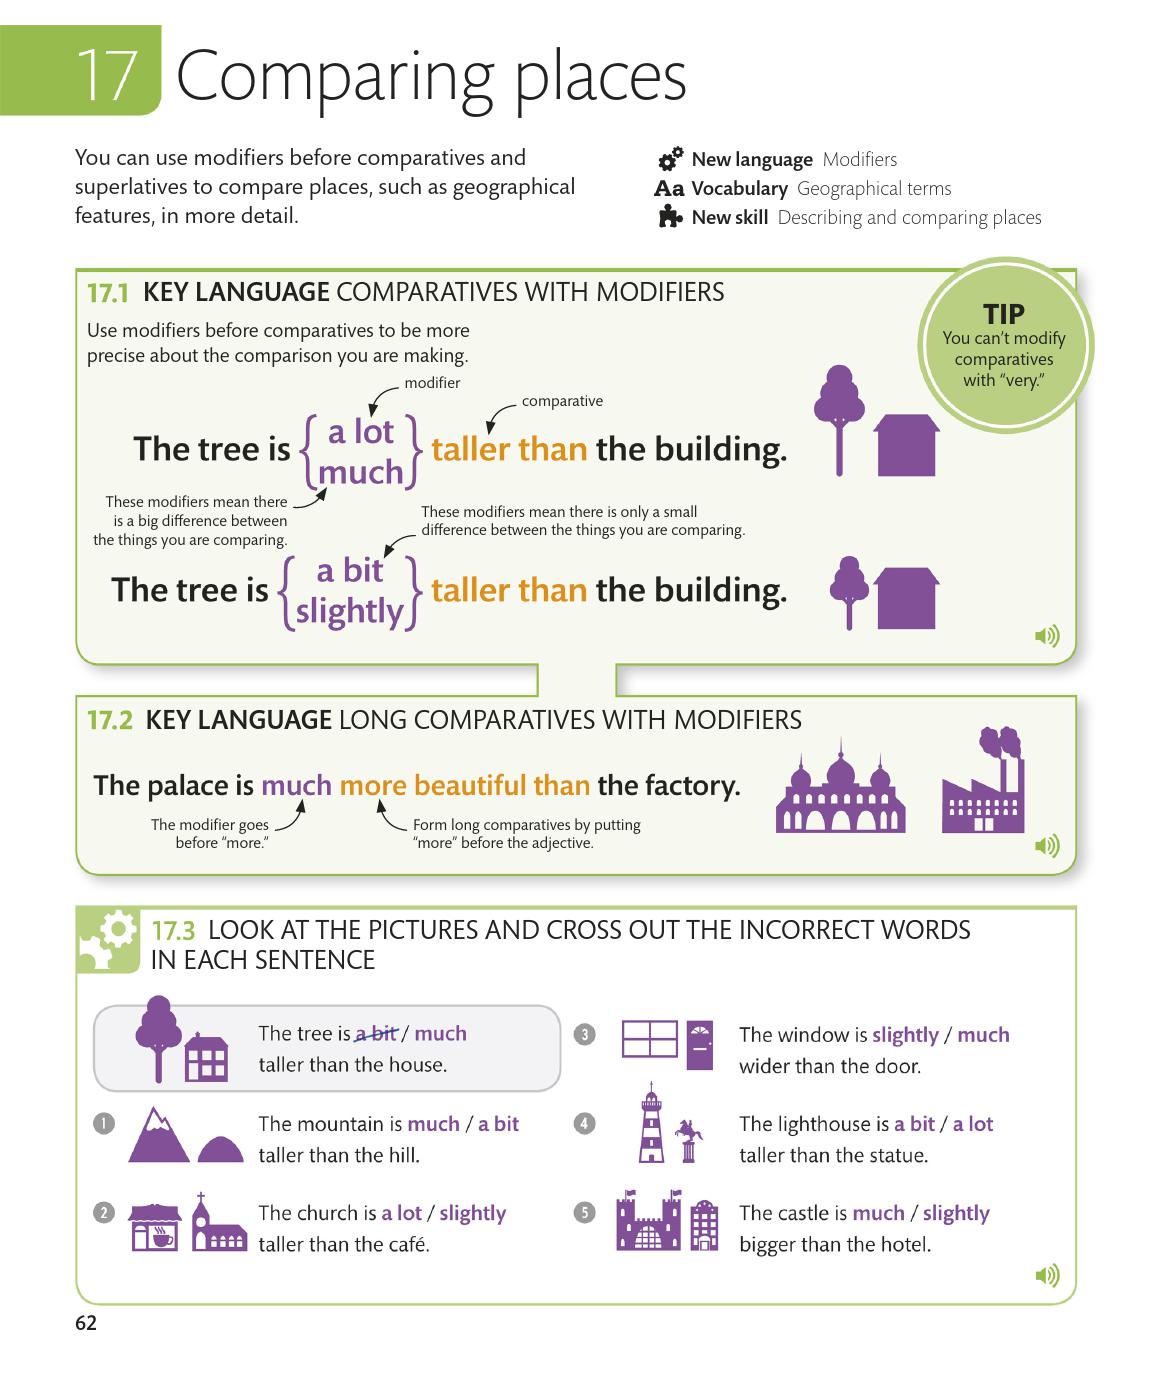 17 Comparing places
You can use modifiers before comparatives and
superlatives to compare places, such as geographical
features, in more detail.
New language Modifiers
Aa Vocabulary Geographical terms
New skill Describing and comparing places
17.1 KEY LANGUAGE COMPARATIVES WITH MODIFIERS
Use modifiers before comparatives to be more
precise about the comparison you are making.
TIP
You can't modify
comparatives
with “very.”
modifier
comparative
a lot
The tree is { } taller than the building.
much
These modifiers mean there
is a big difference between
the things you are comparing.
These modifiers mean there is only a small
difference between the things you are comparing.
a bit
The tree is { } taller than the building.
slightly
17.2 KEY LANGUAGE LONG COMPARATIVES WITH MODIFIERS
The palace is much more beautiful than the factory.
The modifier goes
before “more.”
Form long comparatives by putting
“more” before the adjective.
17.3 LOOK AT THE PICTURES AND CROSS OUT THE INCORRECT WORDS
IN EACH SENTENCE
The tree is a bit / much
taller than the house.
1 The mountain is much / a bit
taller than the hill.
2 The church is a lot / slightly
taller than the café.
3 The window is slightly / much
wider than the door.
4 The lighthouse is a bit / a lot
taller than the statue.
5 The castle is much / slightly
bigger than the hotel.
62